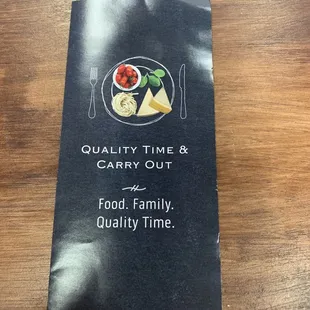 QUALITY TIME &
CARRY OUT
Food. Family.
Quality Time.